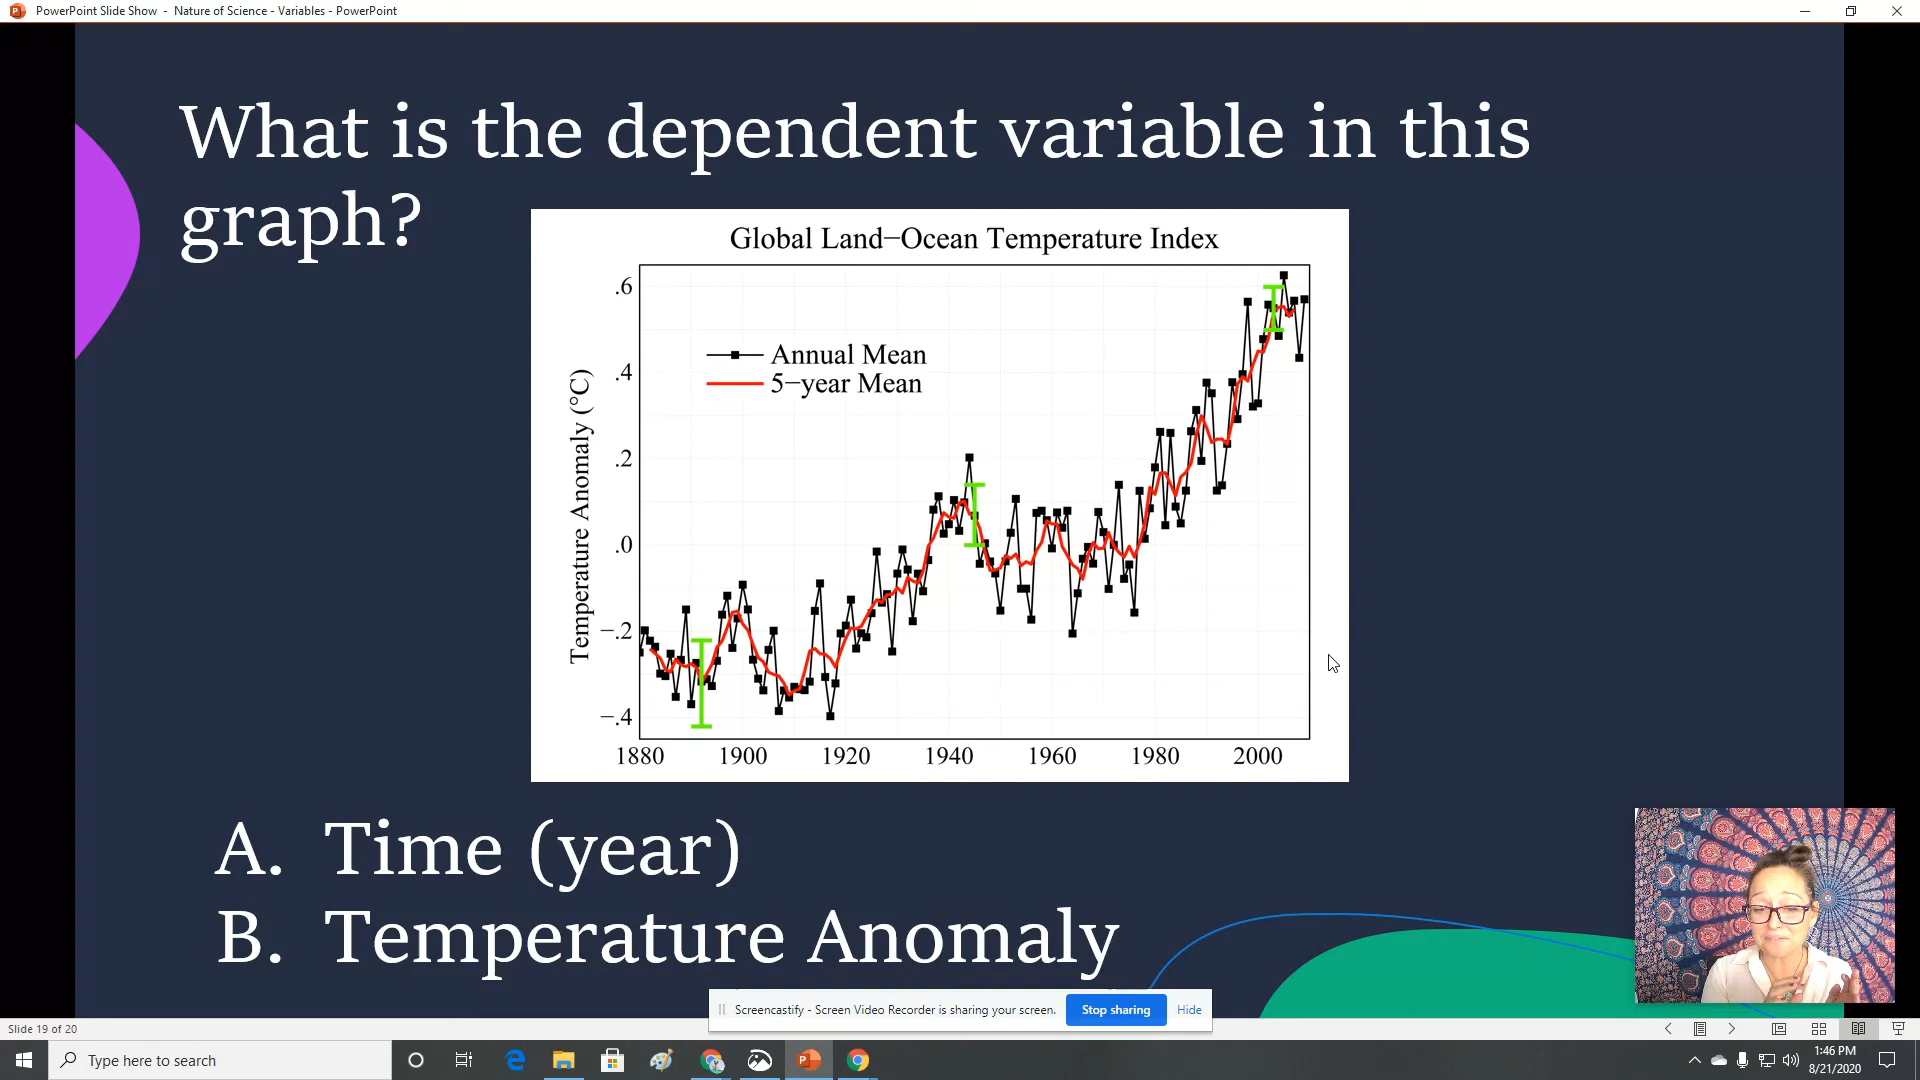 PowerPoint Slide Show - Nature of Science - Variables - PowerPoint
What is the dependent variable in this
graph?
Global Land−Ocean Temperature Index
.6
.4
.2
.0
−.2
−.4
Temperature Anomaly (°C)
Annual Mean
5−year Mean
1880 1900 1920 1940 1960 1980 2000
A. Time (year)
B. Temperature Anomaly
Screencastify - Screen Video Recorder is sharing your screen. Stop sharing Hide
Slide 19 of 20
Type here to search
1:46 PM
8/21/2020